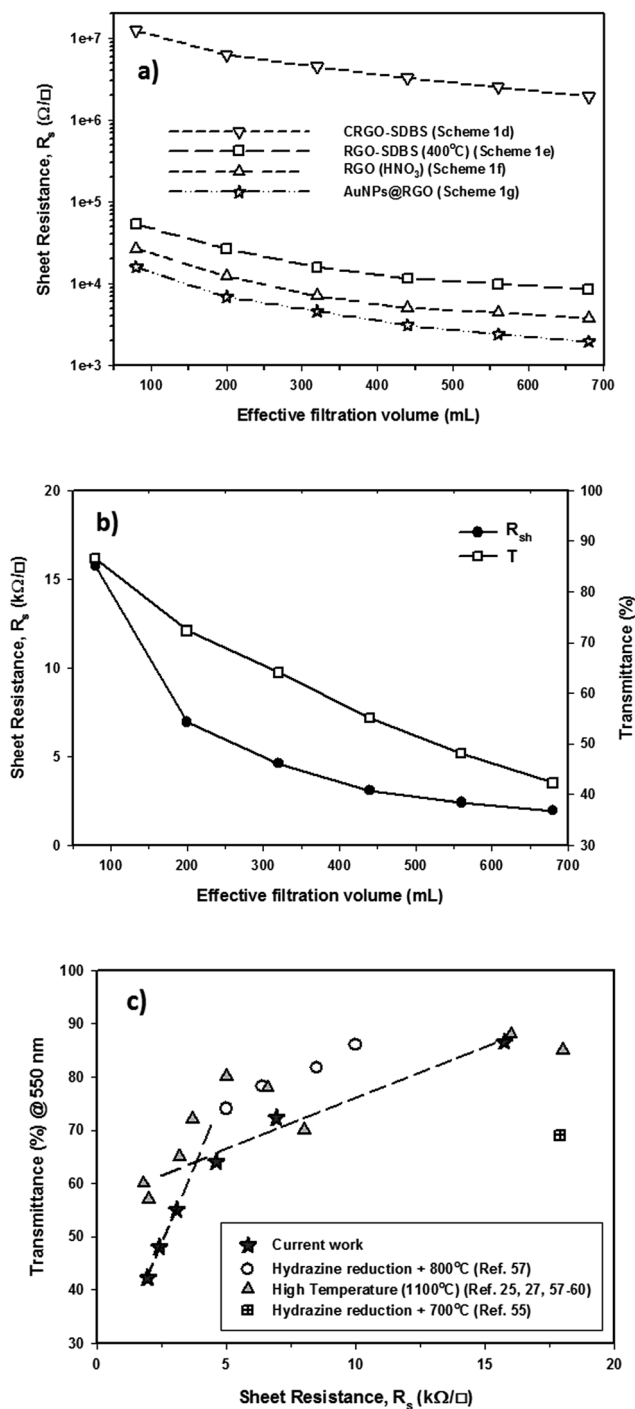 1e+7
a)
1e+6
CRGO-SDBS (Scheme 1d)
RGO-SDBS (400°C) (Scheme 1e)
RGO (HNO₃) (Scheme 1f)
AuNPs@RGO (Scheme 1g)
1e+5
1e+4
1e+3
Sheet Resistance, Rₛ (Ω/□)
100 200 300 400 500 600 700
Effective filtration volume (mL)
b)
Rₛₕ
T
20
15
10
5
0
Sheet Resistance, Rₛ (kΩ/□)
100
90
80
70
60
50
40
30
Transmittance (%)
100 200 300 400 500 600 700
Effective filtration volume (mL)
c)
100
90
80
70
60
50
40
30
Transmittance (%) @ 550 nm
Current work
Hydrazine reduction + 800°C (Ref. 57)
High Temperature (1100°C) (Ref. 25, 27, 57-60)
Hydrazine reduction + 700°C (Ref. 55)
0 5 10 15 20
Sheet Resistance, Rₛ (kΩ/□)